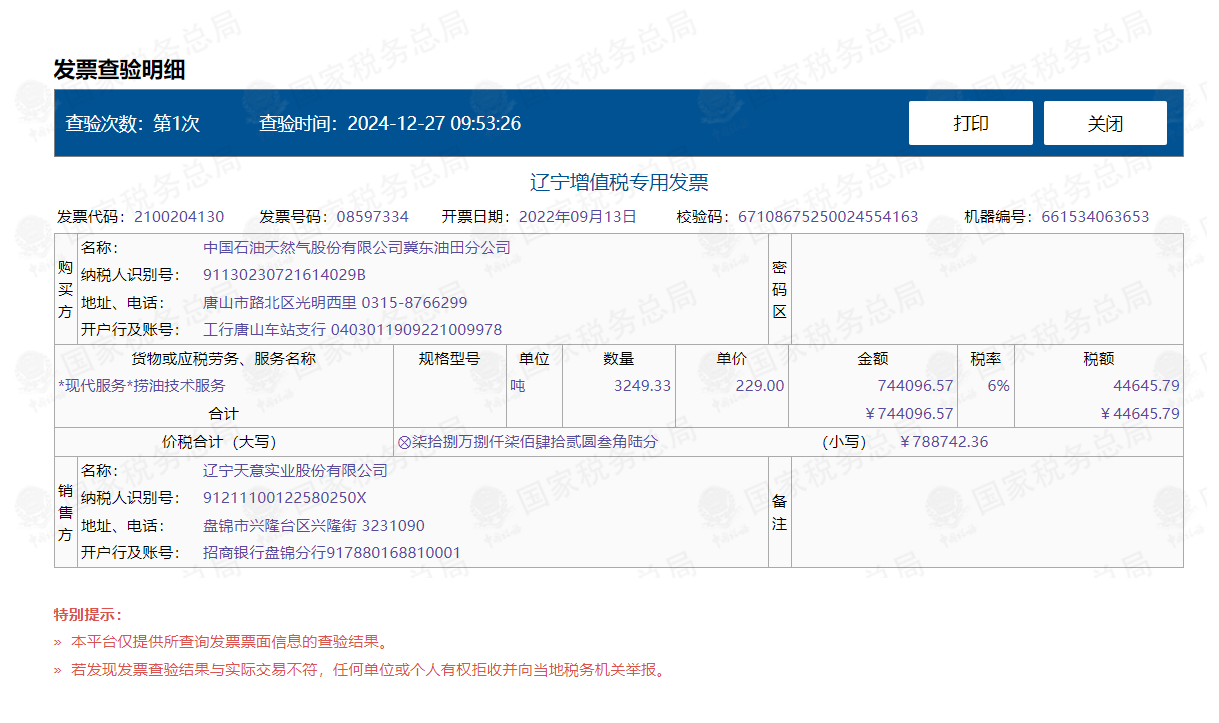 发票查验明细
查验次数：第1次 查验时间：2024-12-27 09:53:26 打印 关闭
辽宁增值税专用发票
发票代码：2100204130 发票号码：08597334 开票日期：2022年09月13日 校验码：67108675250024554163 机器编号：661534063653
购买方
名称： 中国石油天然气股份有限公司冀东油田分公司
纳税人识别号： 91130230721614029B
地址、电话： 唐山市路北区光明西里 0315-8766299
开户行及账号： 工行唐山车站支行 0403011909221009978
密码区
货物或应税劳务、服务名称 规格型号 单位 数量 单价 金额 税率 税额
*现代服务*捞油技术服务 吨 3249.33 229.00 744096.57 6% 44645.79
合计 ￥744096.57 ￥44645.79
价税合计（大写） ⊗柒拾捌万捌仟柒佰肆拾贰圆叁角陆分 （小写） ￥788742.36
销售方
名称： 辽宁天意实业股份有限公司
纳税人识别号： 91211100122580250X
地址、电话： 盘锦市兴隆台区兴隆街 3231090
开户行及账号： 招商银行盘锦分行917880168810001
备注
特别提示：
» 本平台仅提供所查询发票票面信息的查验结果。
» 若发现发票查验结果与实际交易不符，任何单位或个人有权拒收并向当地税务机关举报。
国家税务总局